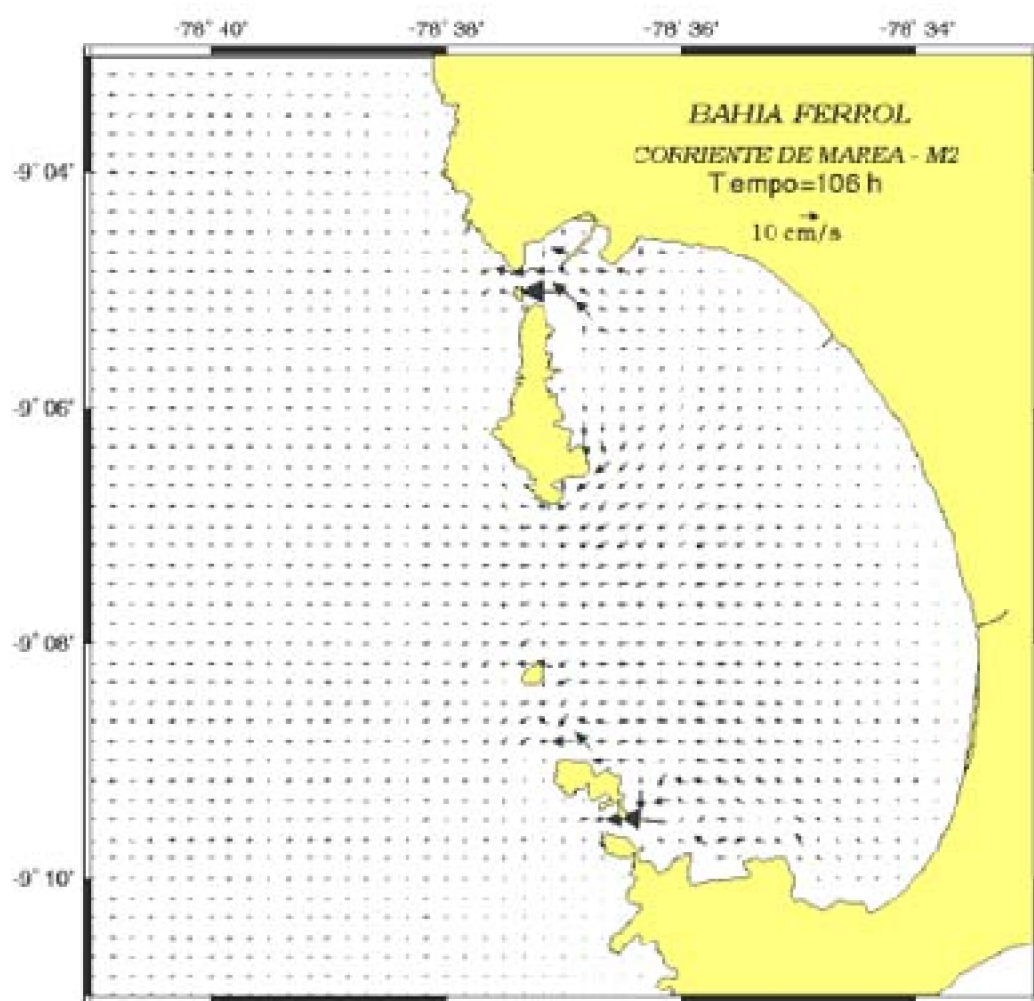 -78° 40' -78° 38' -78° 36' -78° 34'
BAHIA FERROL
CORRIENTE DE MAREA - M2
Tempo=106 h
10 cm/s
-9° 04'
-9° 06'
-9° 08'
-9° 10'